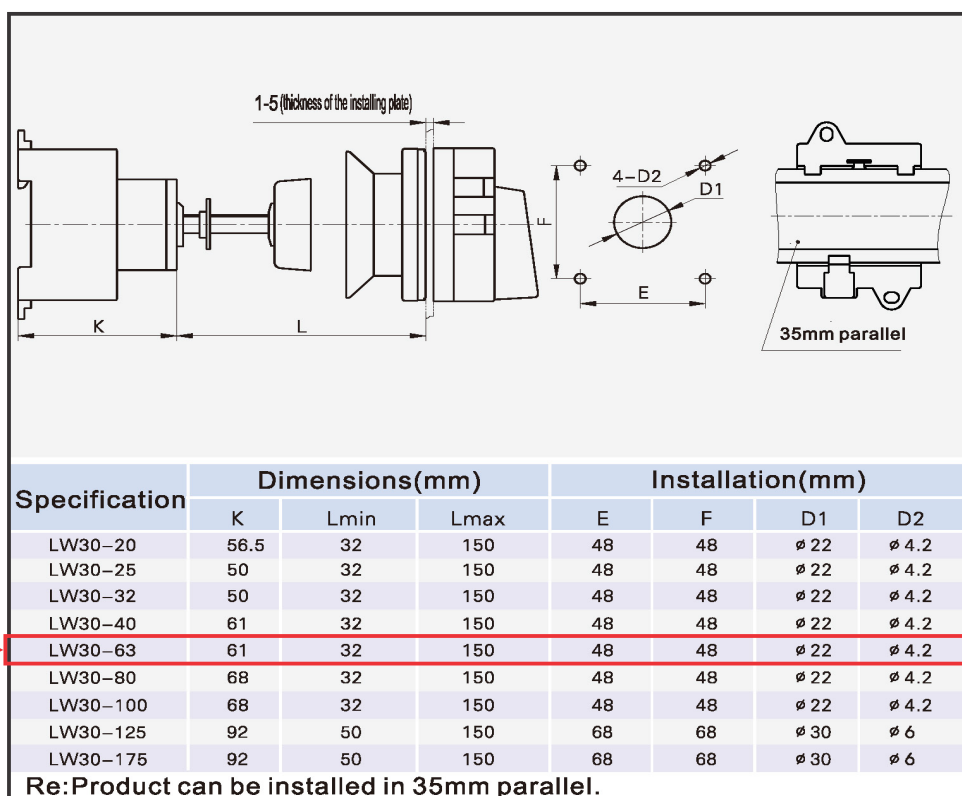 1-5 (thickness of the installing plate)
4-D2
D1
F
E
K
L
35mm parallel
Specification Dimensions(mm) Installation(mm)
K Lmin Lmax E F D1 D2
LW30-20 56.5 32 150 48 48 ø22 ø4.2
LW30-25 50 32 150 48 48 ø22 ø4.2
LW30-32 50 32 150 48 48 ø22 ø4.2
LW30-40 61 32 150 48 48 ø22 ø4.2
LW30-63 61 32 150 48 48 ø22 ø4.2
LW30-80 68 32 150 48 48 ø22 ø4.2
LW30-100 68 32 150 48 48 ø22 ø4.2
LW30-125 92 50 150 68 68 ø30 ø6
LW30-175 92 50 150 68 68 ø30 ø6
Re:Product can be installed in 35mm parallel.